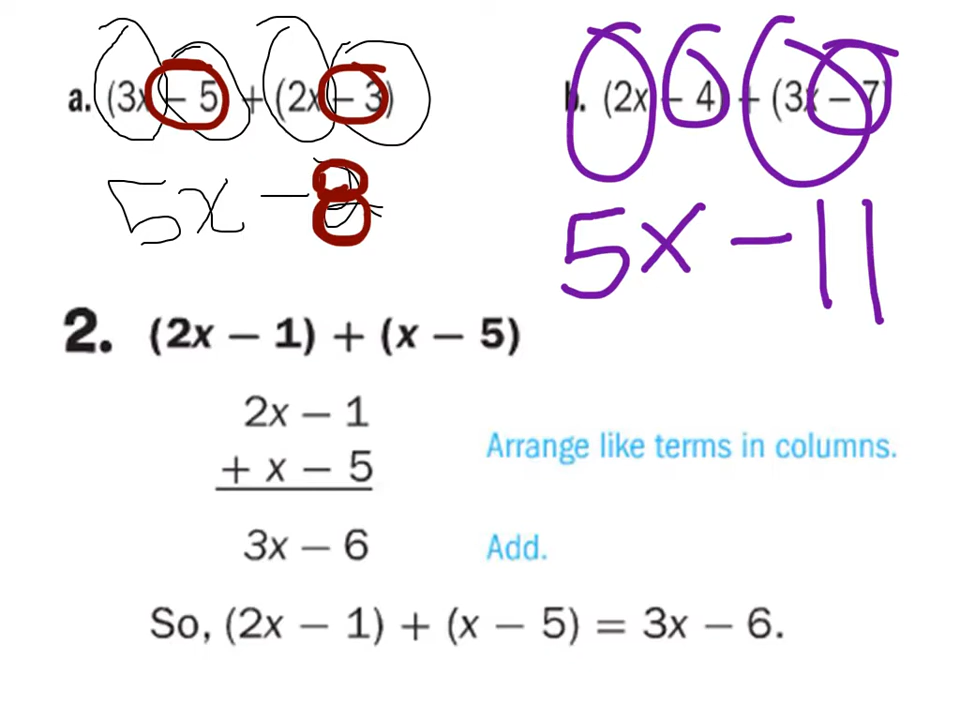 a. (3x − 5) + (2x − 3)
5x − 8
b. (2x − 4) + (3x − 7)
5x − 11
2. (2x − 1) + (x − 5)
2x − 1
+ x − 5
Arrange like terms in columns.
3x − 6
Add.
So, (2x − 1) + (x − 5) = 3x − 6.